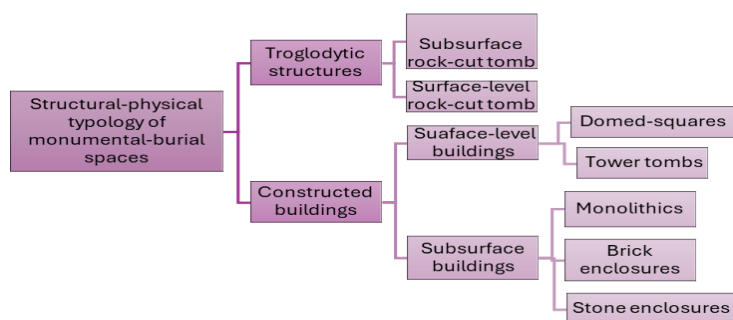 Structural-physical
typology of
monumental-burial
spaces
Troglodytic
structures
Subsurface
rock-cut tomb
Surface-level
rock-cut tomb
Constructed
buildings
Suaface-level
buildings
Domed-squares
Tower tombs
Subsurface
buildings
Monolithics
Brick
enclosures
Stone enclosures